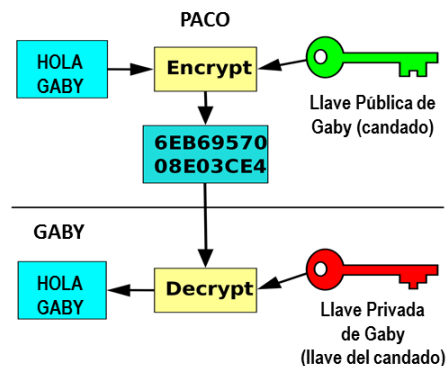 PACO
HOLA
GABY
Encrypt
Llave Pública de
Gaby (candado)
6EB69570
08E03CE4
GABY
HOLA
GABY
Decrypt
Llave Privada
de Gaby
(llave del candado)